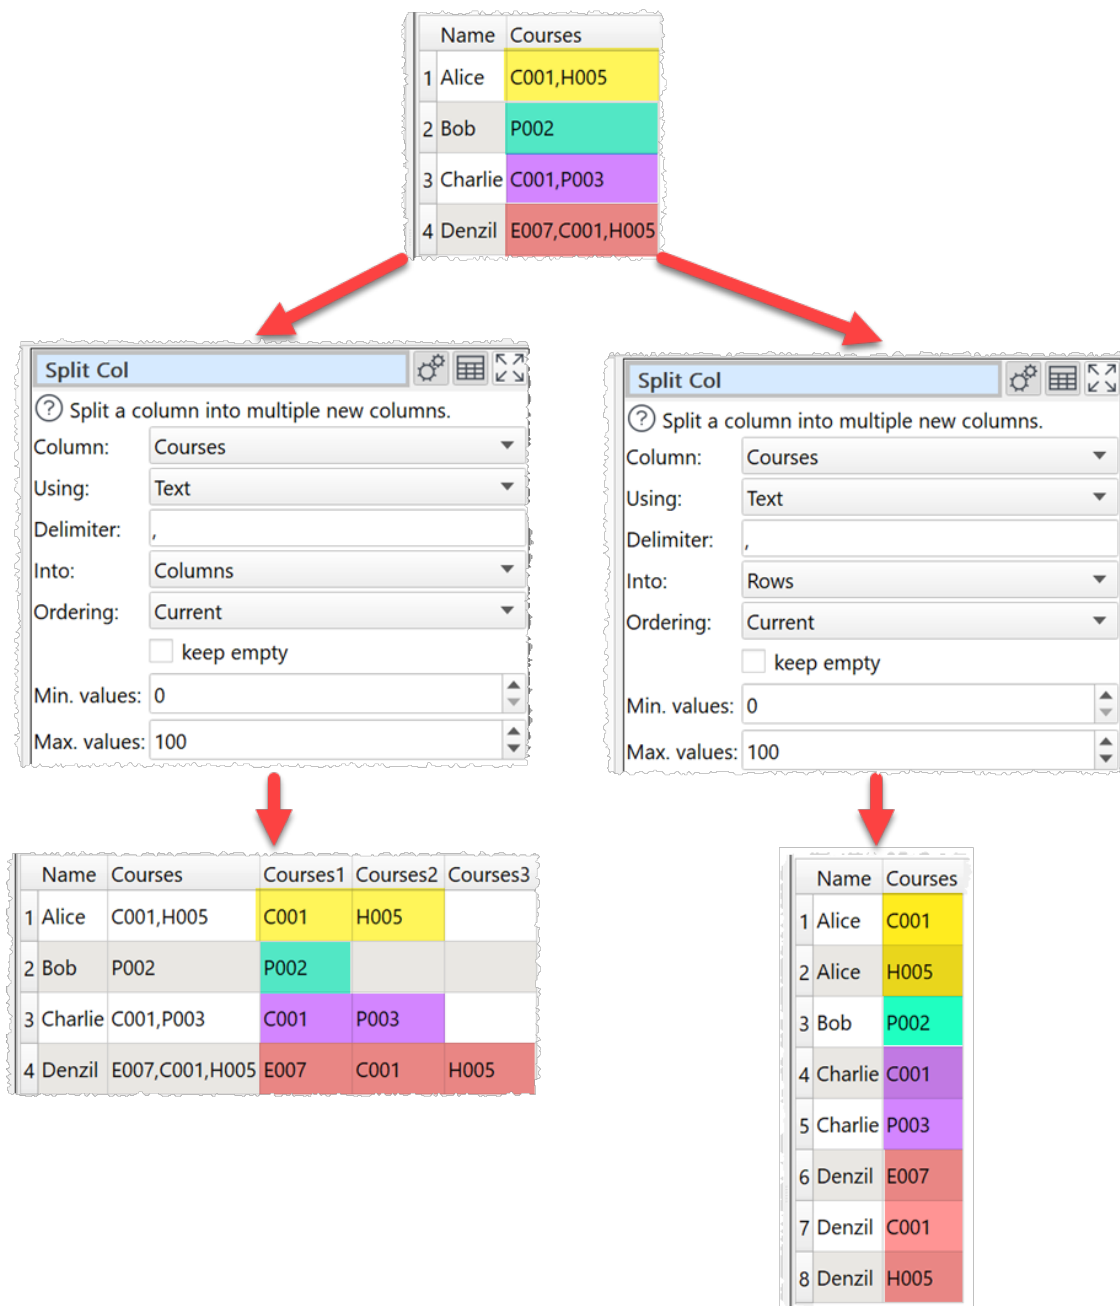 Name Courses
1 Alice C001,H005
2 Bob P002
3 Charlie C001,P003
4 Denzil E007,C001,H005
Split Col
? Split a column into multiple new columns.
Column: Courses
Using: Text
Delimiter: ,
Into: Columns
Ordering: Current
keep empty
Min. values: 0
Max. values: 100
Split Col
? Split a column into multiple new columns.
Column: Courses
Using: Text
Delimiter: ,
Into: Rows
Ordering: Current
keep empty
Min. values: 0
Max. values: 100
Name Courses Courses1 Courses2 Courses3
1 Alice C001,H005 C001 H005
2 Bob P002 P002
3 Charlie C001,P003 C001 P003
4 Denzil E007,C001,H005 E007 C001 H005
Name Courses
1 Alice C001
2 Alice H005
3 Bob P002
4 Charlie C001
5 Charlie P003
6 Denzil E007
7 Denzil C001
8 Denzil H005